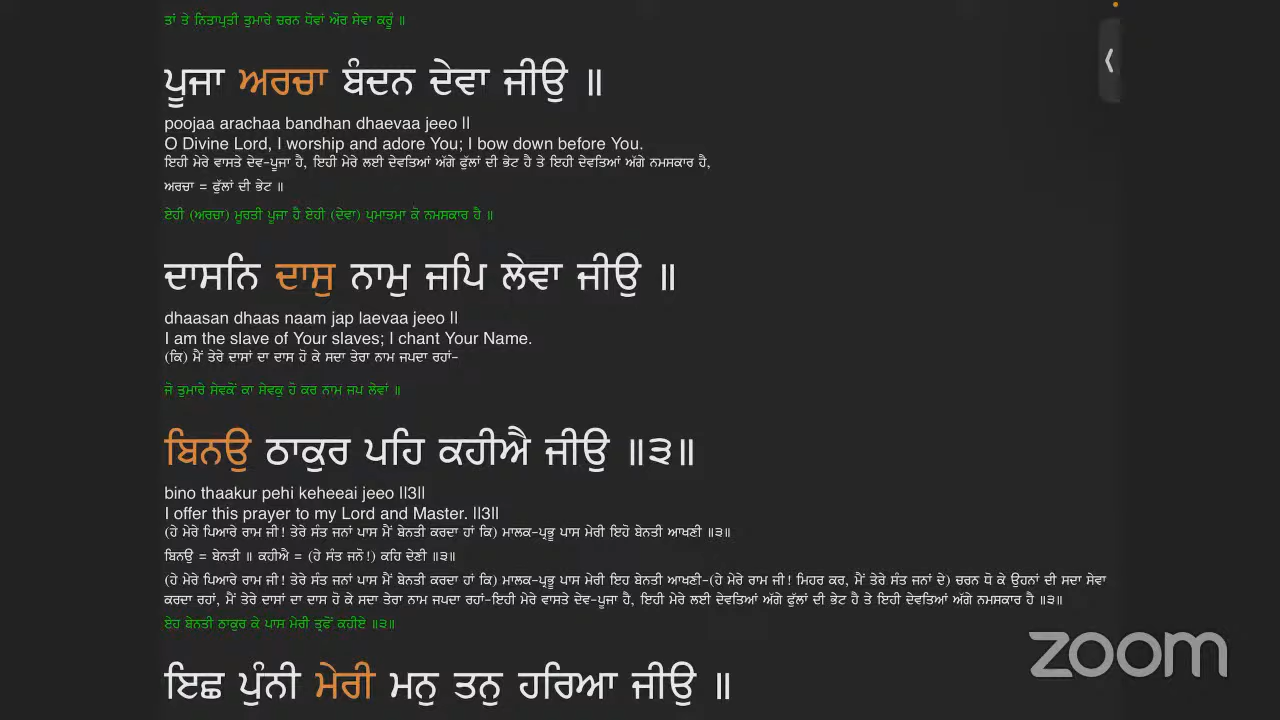 ਤਾਂ ਤੇ ਨਿਤਾਪ੍ਰਤੀ ਤੁਮਾਰੇ ਚਰਨ ਧੋਵਾਂ ਔਰ ਸੇਵਾ ਕਰੂੰ ॥
ਪੂਜਾ ਅਰਚਾ ਬੰਦਨ ਦੇਵਾ ਜੀਉ ॥
poojaa arachaa bandhan dhaevaa jeeo ||
O Divine Lord, I worship and adore You; I bow down before You.
ਇਹੀ ਮੇਰੇ ਵਾਸਤੇ ਦੇਵ-ਪੂਜਾ ਹੈ, ਇਹੀ ਮੇਰੇ ਲਈ ਦੇਵਤਿਆਂ ਅੱਗੇ ਫੁੱਲਾਂ ਦੀ ਭੇਟ ਹੈ ਤੇ ਇਹੀ ਦੇਵਤਿਆਂ ਅੱਗੇ ਨਮਸਕਾਰ ਹੈ,
ਅਰਚਾ = ਫੁੱਲਾਂ ਦੀ ਭੇਟ ॥
ਏਹੀ (ਅਰਚਾ) ਮੂਰਤੀ ਪੂਜਾ ਹੈ ਏਹੀ (ਦੇਵਾ) ਪ੍ਰਮਾਤਮਾ ਕੋ ਨਮਸਕਾਰ ਹੈ ॥
ਦਾਸਨਿ ਦਾਸੁ ਨਾਮੁ ਜਪਿ ਲੇਵਾ ਜੀਉ ॥
dhaasan dhaas naam jap laevaa jeeo ||
I am the slave of Your slaves; I chant Your Name.
(ਕਿ) ਮੈਂ ਤੇਰੇ ਦਾਸਾਂ ਦਾ ਦਾਸ ਹੋ ਕੇ ਸਦਾ ਤੇਰਾ ਨਾਮ ਜਪਦਾ ਰਹਾਂ-
ਜੋ ਤੁਮਾਰੇ ਸੇਵਕੋਂ ਕਾ ਸੇਵਕੁ ਹੋ ਕਰ ਨਾਮ ਜਪ ਲੇਵਾਂ ॥
ਬਿਨਉ ਠਾਕੁਰ ਪਹਿ ਕਹੀਐ ਜੀਉ ॥੩॥
bino thaakur pehi keheeai jeeo ||3||
I offer this prayer to my Lord and Master. ||3||
(ਹੇ ਮੇਰੇ ਪਿਆਰੇ ਰਾਮ ਜੀ! ਤੇਰੇ ਸੰਤ ਜਨਾਂ ਪਾਸ ਮੈਂ ਬੇਨਤੀ ਕਰਦਾ ਹਾਂ ਕਿ) ਮਾਲਕ-ਪ੍ਰਭੂ ਪਾਸ ਮੇਰੀ ਇਹੋ ਬੇਨਤੀ ਆਖਣੀ ॥੩॥
ਬਿਨਉ = ਬੇਨਤੀ ॥ ਕਹੀਐ = (ਹੇ ਸੰਤ ਜਨੋ!) ਕਹਿ ਦੇਣੀ ॥੩॥
(ਹੇ ਮੇਰੇ ਪਿਆਰੇ ਰਾਮ ਜੀ! ਤੇਰੇ ਸੰਤ ਜਨਾਂ ਪਾਸ ਮੈਂ ਬੇਨਤੀ ਕਰਦਾ ਹਾਂ ਕਿ) ਮਾਲਕ-ਪ੍ਰਭੂ ਪਾਸ ਮੇਰੀ ਇਹ ਬੇਨਤੀ ਆਖਣੀ-(ਹੇ ਮੇਰੇ ਰਾਮ ਜੀ! ਮਿਹਰ ਕਰ, ਮੈਂ ਤੇਰੇ ਸੰਤ ਜਨਾਂ ਦੇ) ਚਰਨ ਧੋ ਕੇ ਉਹਨਾਂ ਦੀ ਸਦਾ ਸੇਵਾ
ਕਰਦਾ ਰਹਾਂ, ਮੈਂ ਤੇਰੇ ਦਾਸਾਂ ਦਾ ਦਾਸ ਹੋ ਕੇ ਸਦਾ ਤੇਰਾ ਨਾਮ ਜਪਦਾ ਰਹਾਂ-ਇਹੀ ਮੇਰੇ ਵਾਸਤੇ ਦੇਵ-ਪੂਜਾ ਹੈ, ਇਹੀ ਮੇਰੇ ਲਈ ਦੇਵਤਿਆਂ ਅੱਗੇ ਫੁੱਲਾਂ ਦੀ ਭੇਟ ਹੈ ਤੇ ਇਹੀ ਦੇਵਤਿਆਂ ਅੱਗੇ ਨਮਸਕਾਰ ਹੈ ॥੩॥
ਏਹ ਬੇਨਤੀ ਠਾਕੁਰ ਕੇ ਪਾਸ ਮੇਰੀ ਤ੍ਰਫੋਂ ਕਹੀਏ ॥੩॥
zoom
ਇਛ ਪੁੰਨੀ ਮੇਰੀ ਮਨੁ ਤਨੁ ਹਰਿਆ ਜੀਉ ॥